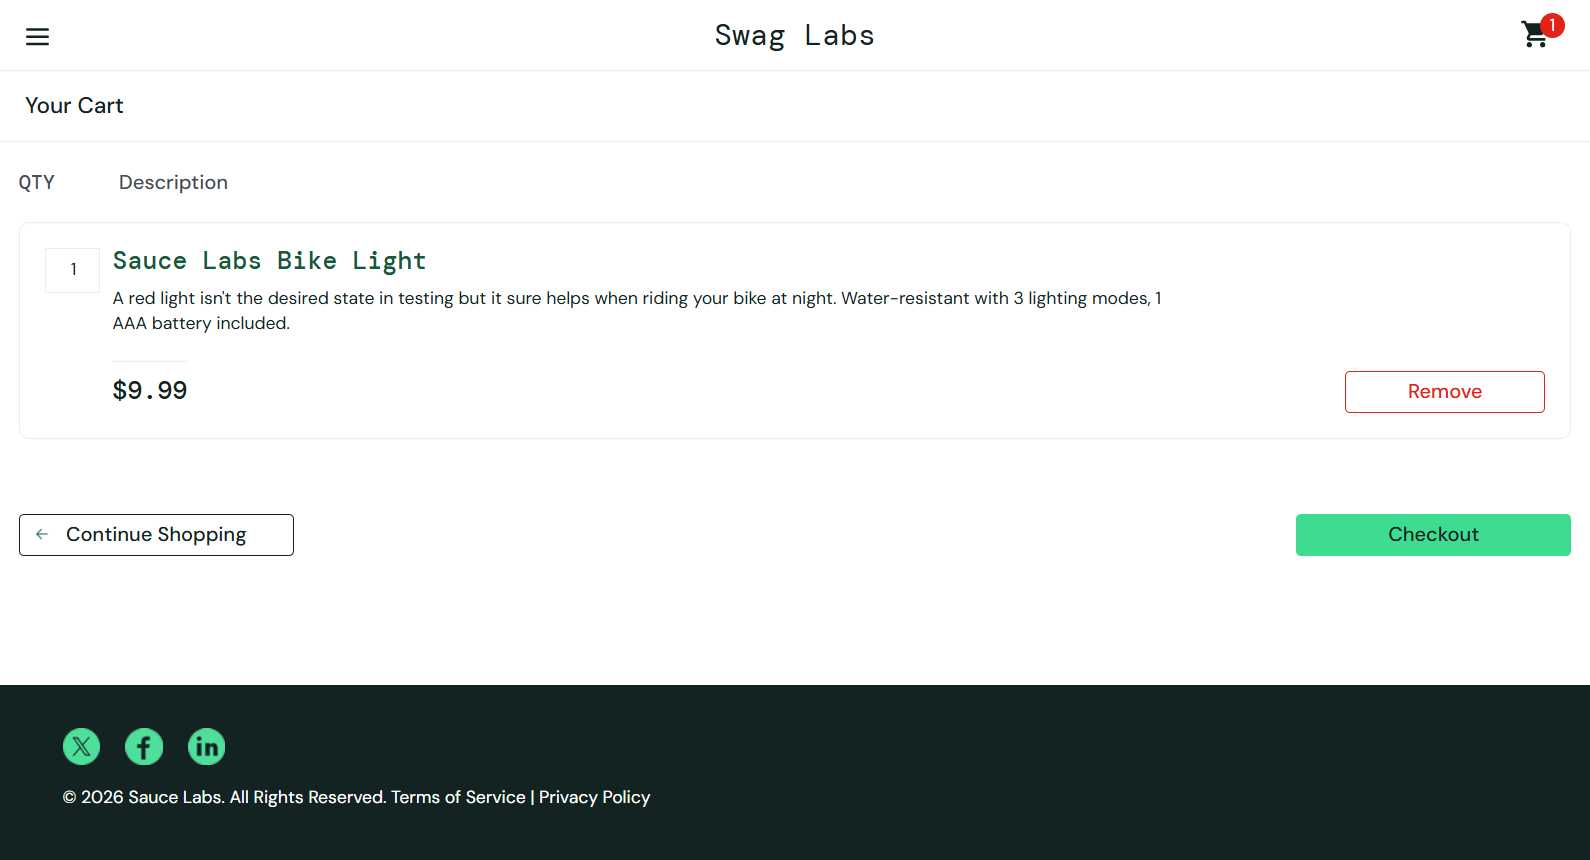 Swag Labs
1
Your Cart
QTY
Description
1
Sauce Labs Bike Light
A red light isn't the desired state in testing but it sure helps when riding your bike at night. Water-resistant with 3 lighting modes, 1
AAA battery included.
$9.99
Remove
Continue Shopping
Checkout
© 2026 Sauce Labs. All Rights Reserved. Terms of Service | Privacy Policy